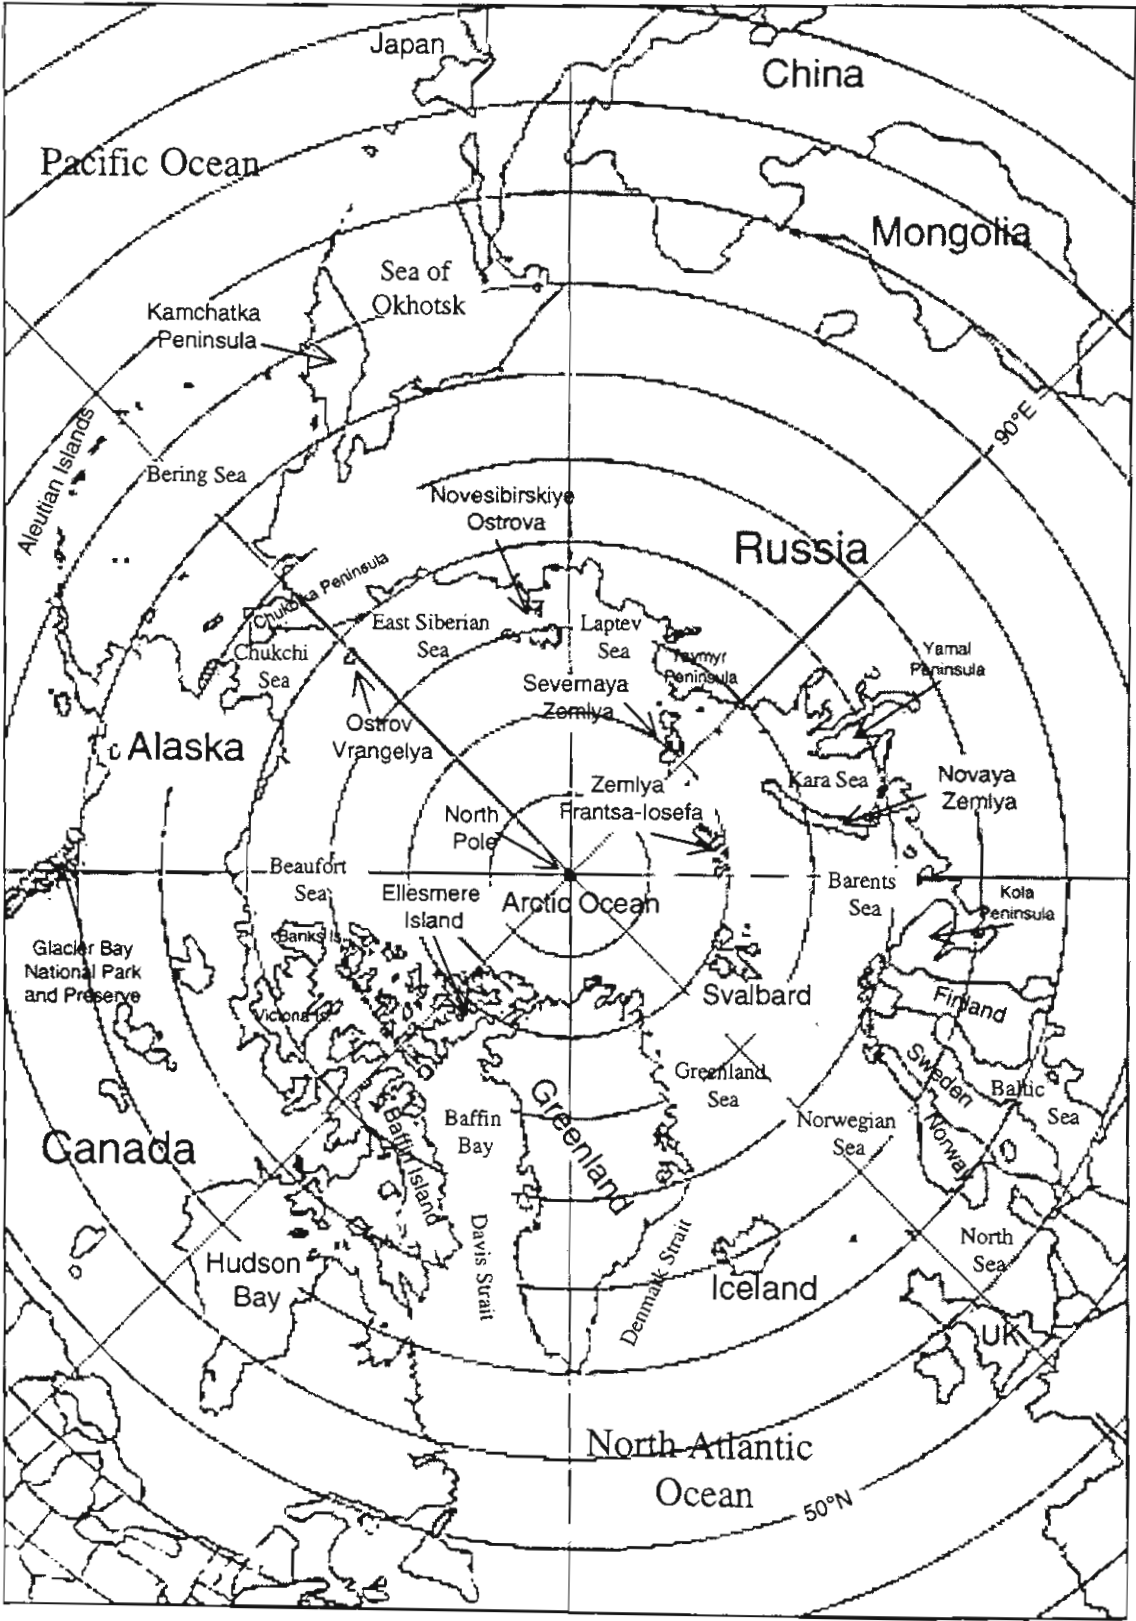 Japan
China
Pacific Ocean
Mongolia
Sea of
Okhotsk
Kamchatka
Peninsula
90°E
Aleutian Islands
Bering Sea
Novesibirskiye
Ostrova
Russia
Chukotka Peninsula
East Siberian
Sea
Laptev
Sea
Chukchi
Sea
Taymyr
Peninsula
Yamal
Peninsula
Severnaya
Zemlya
Ostrov
Vrangelya
Alaska
Kara Sea
Novaya
Zemlya
Zemlya
Frantsa-Iosefa
North
Pole
Beaufort
Sea
Ellesmere
Island
Arctic Ocean
Barents
Sea
Kola
Peninsula
Banks Is.
Glacier Bay
National Park
and Preserve
Victoria Is.
Svalbard
Finland
Greenland
Sea
Sweden
Baltic
Sea
Baffin
Bay
Greenland
Norwegian
Sea
Norway
Canada
Baffin Island
Davis Strait
Denmark Strait
North
Sea
Hudson
Bay
Iceland
UK
North Atlantic
Ocean
50°N